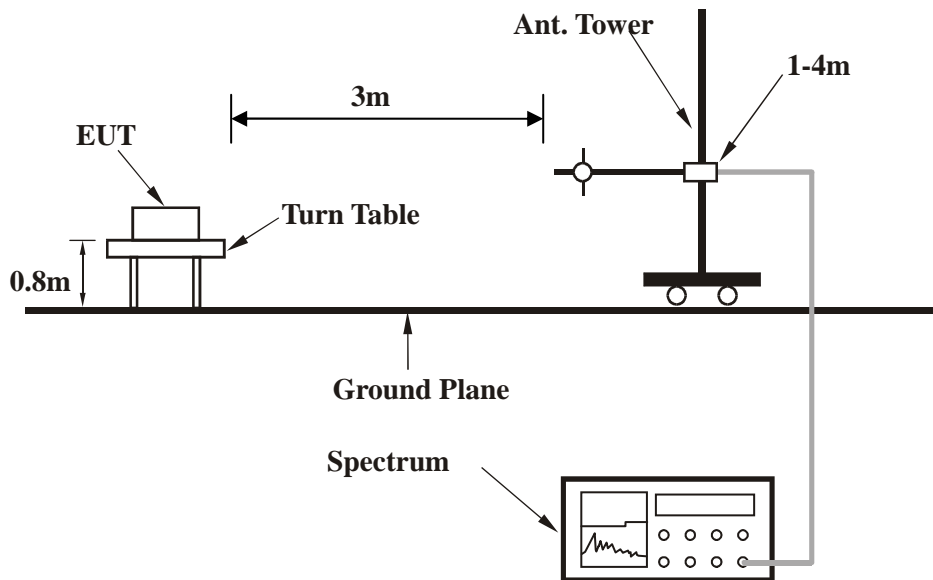 Ant. Tower
1-4m
3m
EUT
Turn Table
0.8m
Ground Plane
Spectrum